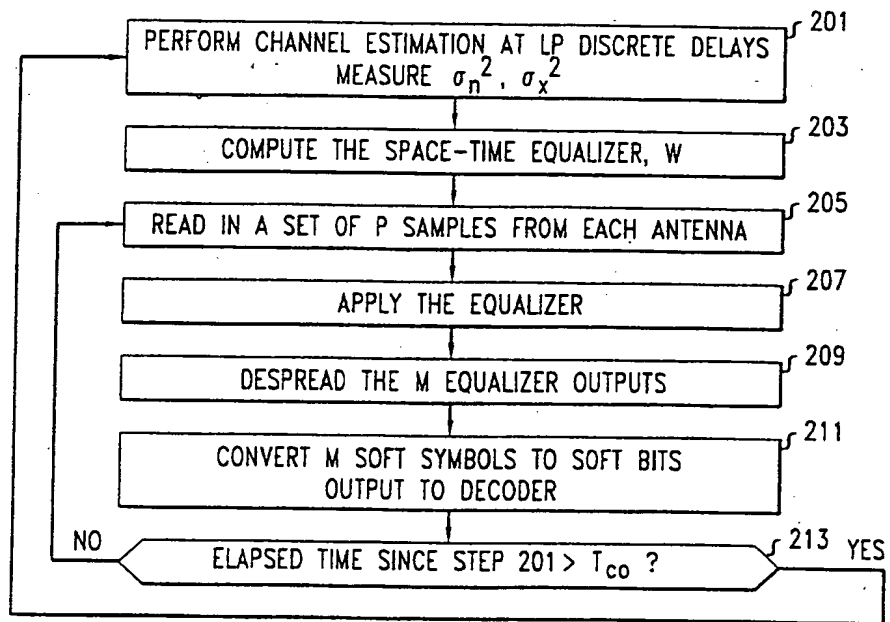 201
PERFORM CHANNEL ESTIMATION AT LP DISCRETE DELAYS
MEASURE σn², σx²
203
COMPUTE THE SPACE-TIME EQUALIZER, W
205
READ IN A SET OF P SAMPLES FROM EACH ANTENNA
207
APPLY THE EQUALIZER
209
DESPREAD THE M EQUALIZER OUTPUTS
211
CONVERT M SOFT SYMBOLS TO SOFT BITS
OUTPUT TO DECODER
213
NO
ELAPSED TIME SINCE STEP 201 > Tco ?
YES